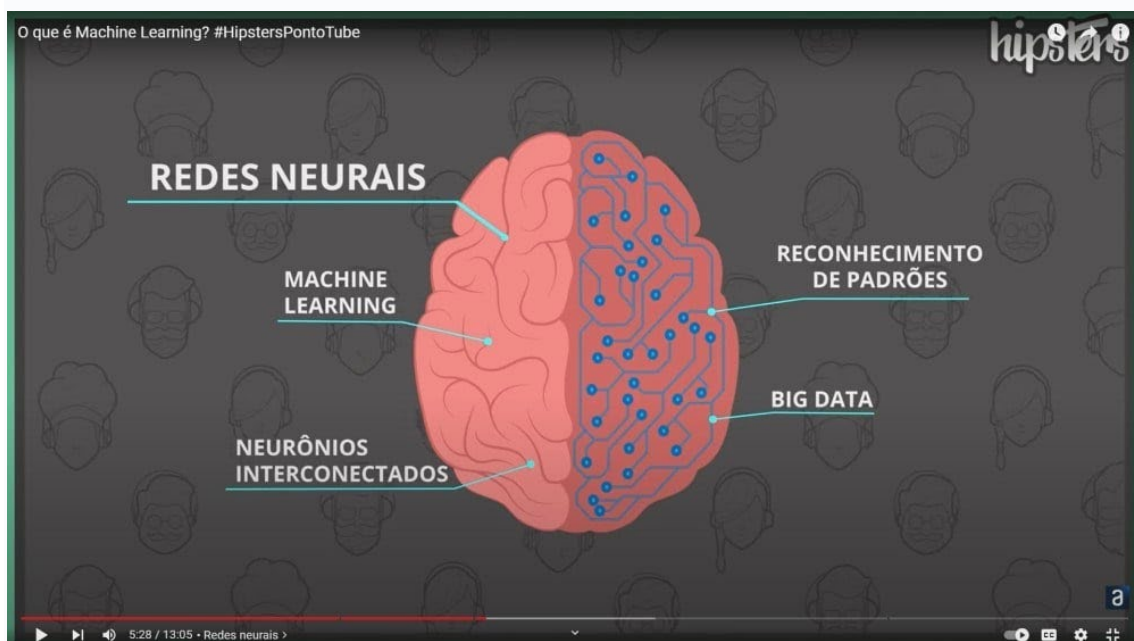 O que é Machine Learning? #HipstersPontoTube
hipsters
REDES NEURAIS
MACHINE
LEARNING
NEURÔNIOS
INTERCONECTADOS
RECONHECIMENTO
DE PADRÕES
BIG DATA
a
5:28 / 13:05 • Redes neurais ›
CC